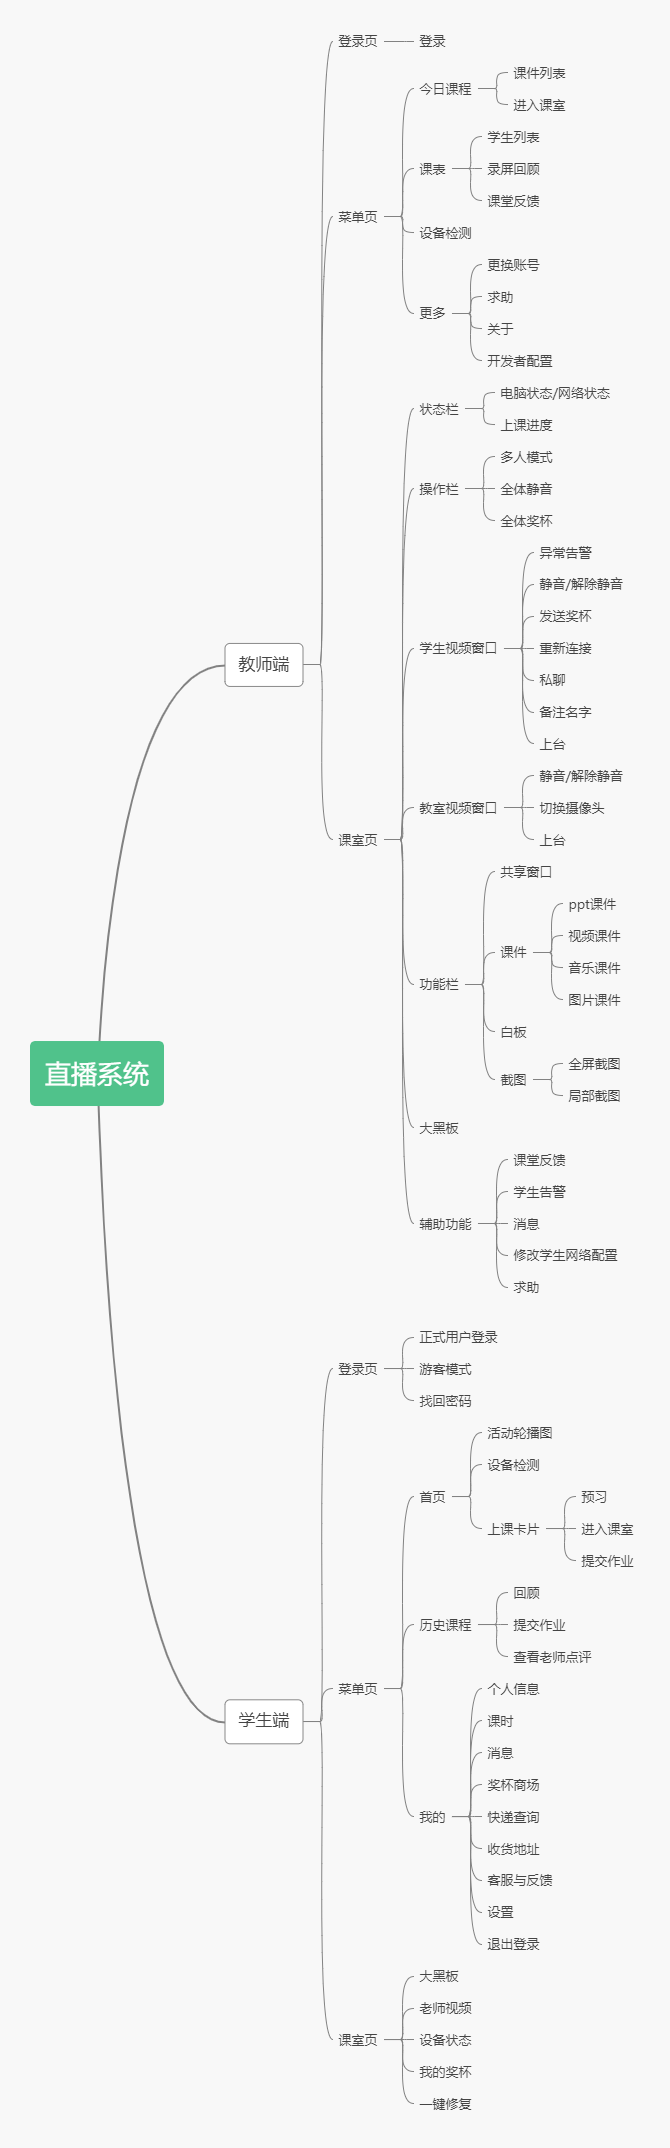 直播系统
教师端
登录页
登录
菜单页
今日课程
课件列表
进入课室
课表
学生列表
录屏回顾
课堂反馈
设备检测
更多
更换账号
求助
关于
开发者配置
课室页
状态栏
电脑状态/网络状态
上课进度
操作栏
多人模式
全体静音
全体奖杯
学生视频窗口
异常告警
静音/解除静音
发送奖杯
重新连接
私聊
备注名字
上台
教室视频窗口
静音/解除静音
切换摄像头
上台
功能栏
共享窗口
课件
ppt课件
视频课件
音乐课件
图片课件
白板
截图
全屏截图
局部截图
大黑板
辅助功能
课堂反馈
学生告警
消息
修改学生网络配置
求助
学生端
登录页
正式用户登录
游客模式
找回密码
菜单页
首页
活动轮播图
设备检测
上课卡片
预习
进入课室
提交作业
历史课程
回顾
提交作业
查看老师点评
我的
个人信息
课时
消息
奖杯商场
快递查询
收货地址
客服与反馈
设置
退出登录
课室页
大黑板
老师视频
设备状态
我的奖杯
一键修复